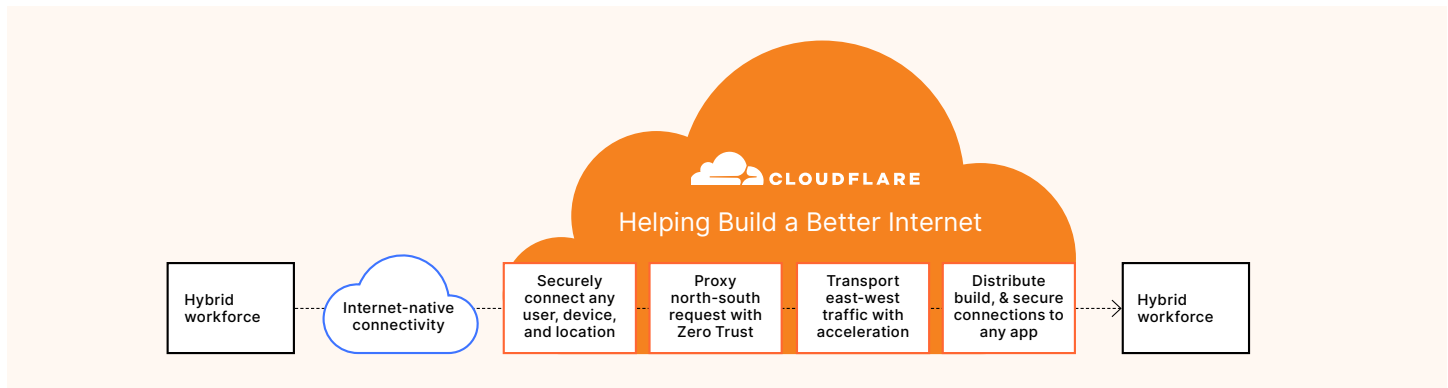 CLOUDFLARE
Helping Build a Better Internet
Hybrid
workforce
Internet-native
connectivity
Securely
connect any
user, device,
and location
Proxy
north-south
request with
Zero Trust
Transport
east-west
traffic with
acceleration
Distribute
build, & secure
connections to
any app
Hybrid
workforce